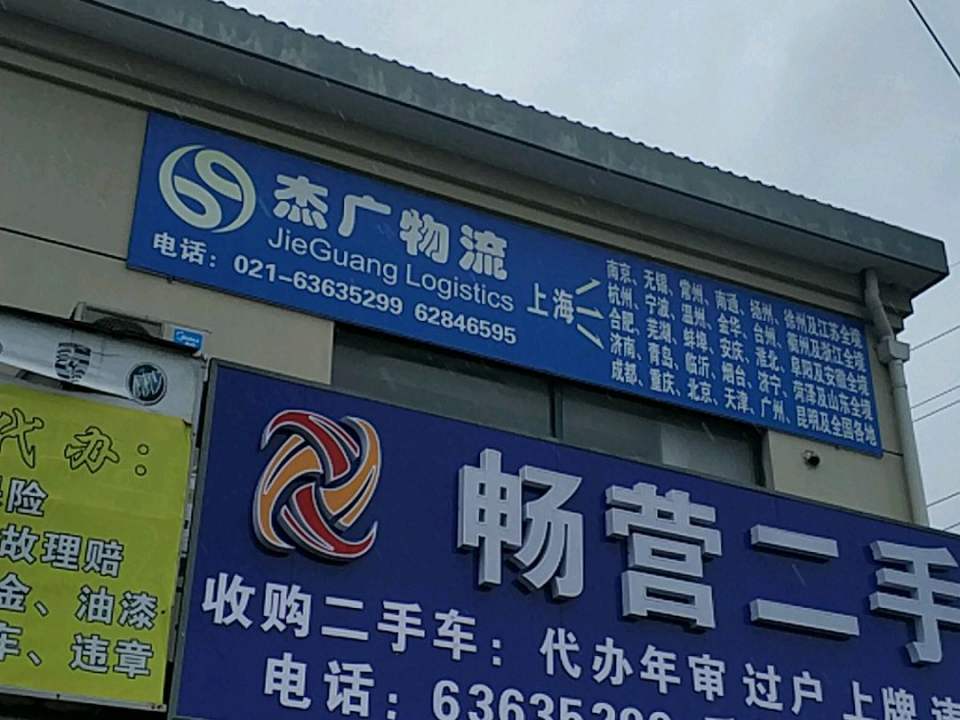 杰广物流
JieGuang Logistics
电话：021-63635299 62846595
上海
南京、无锡、常州、南通、扬州、徐州及江苏全境
杭州、宁波、温州、金华、台州、衢州及浙江全境
合肥、芜湖、蚌埠、安庆、淮北、阜阳及安徽全境
济南、青岛、临沂、烟台、济宁、菏泽及山东全境
成都、重庆、北京、天津、广州、昆明及全国各地
代办：
险
故理赔
金、油漆
车、违章
畅营二手
收购二手车：代办年审过户上牌
电话：63635299